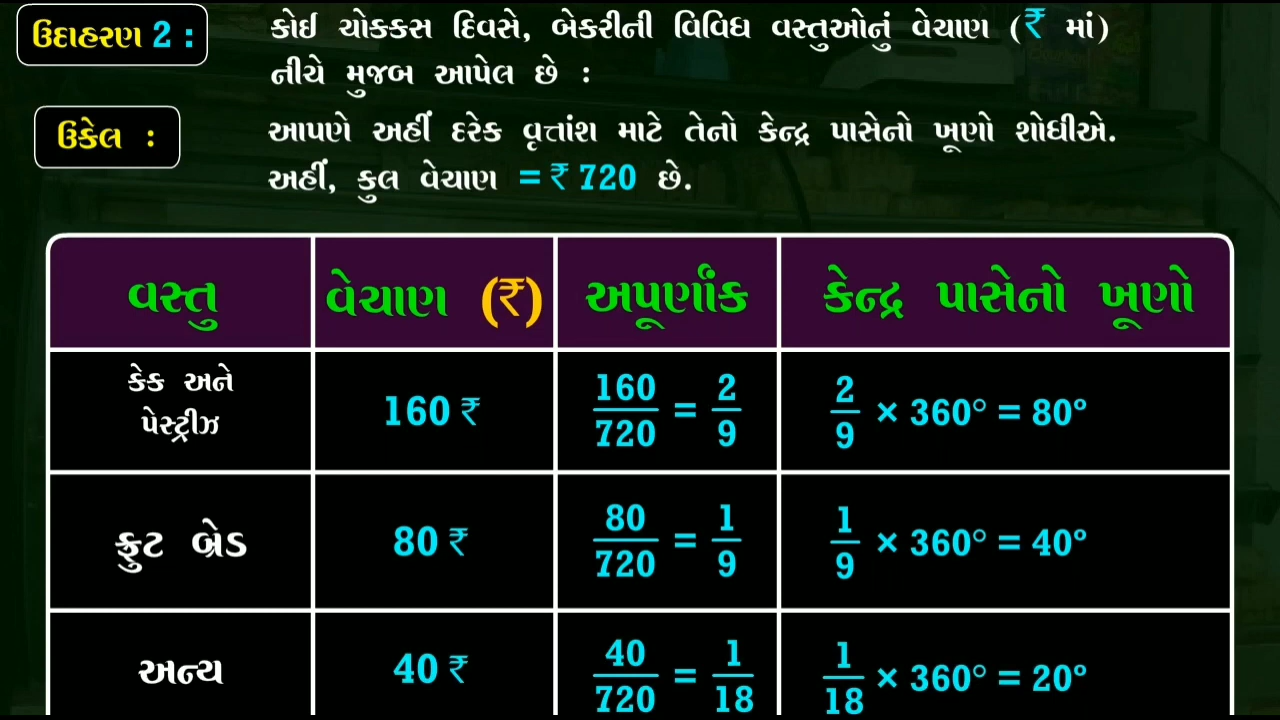 ઉદાહરણ 2 : કોઈ ચોક્કસ દિવસે, બેકરીની વિવિધ વસ્તુઓનું વેચાણ (₹ માં)
નીચે મુજબ આપેલ છે :
ઉકેલ : આપણે અહીં દરેક વૃત્તાંશ માટે તેનો કેન્દ્ર પાસેનો ખૂણો શોધીએ.
અહીં, કુલ વેચાણ = ₹ 720 છે.
વસ્તુ વેચાણ (₹) અપૂર્ણાંક કેન્દ્ર પાસેનો ખૂણો
કેક અને પેસ્ટ્રીઝ 160 ₹ 160/720 = 2/9 2/9 × 360° = 80°
ફ્રુટ બ્રેડ 80 ₹ 80/720 = 1/9 1/9 × 360° = 40°
અન્ય 40 ₹ 40/720 = 1/18 1/18 × 360° = 20°